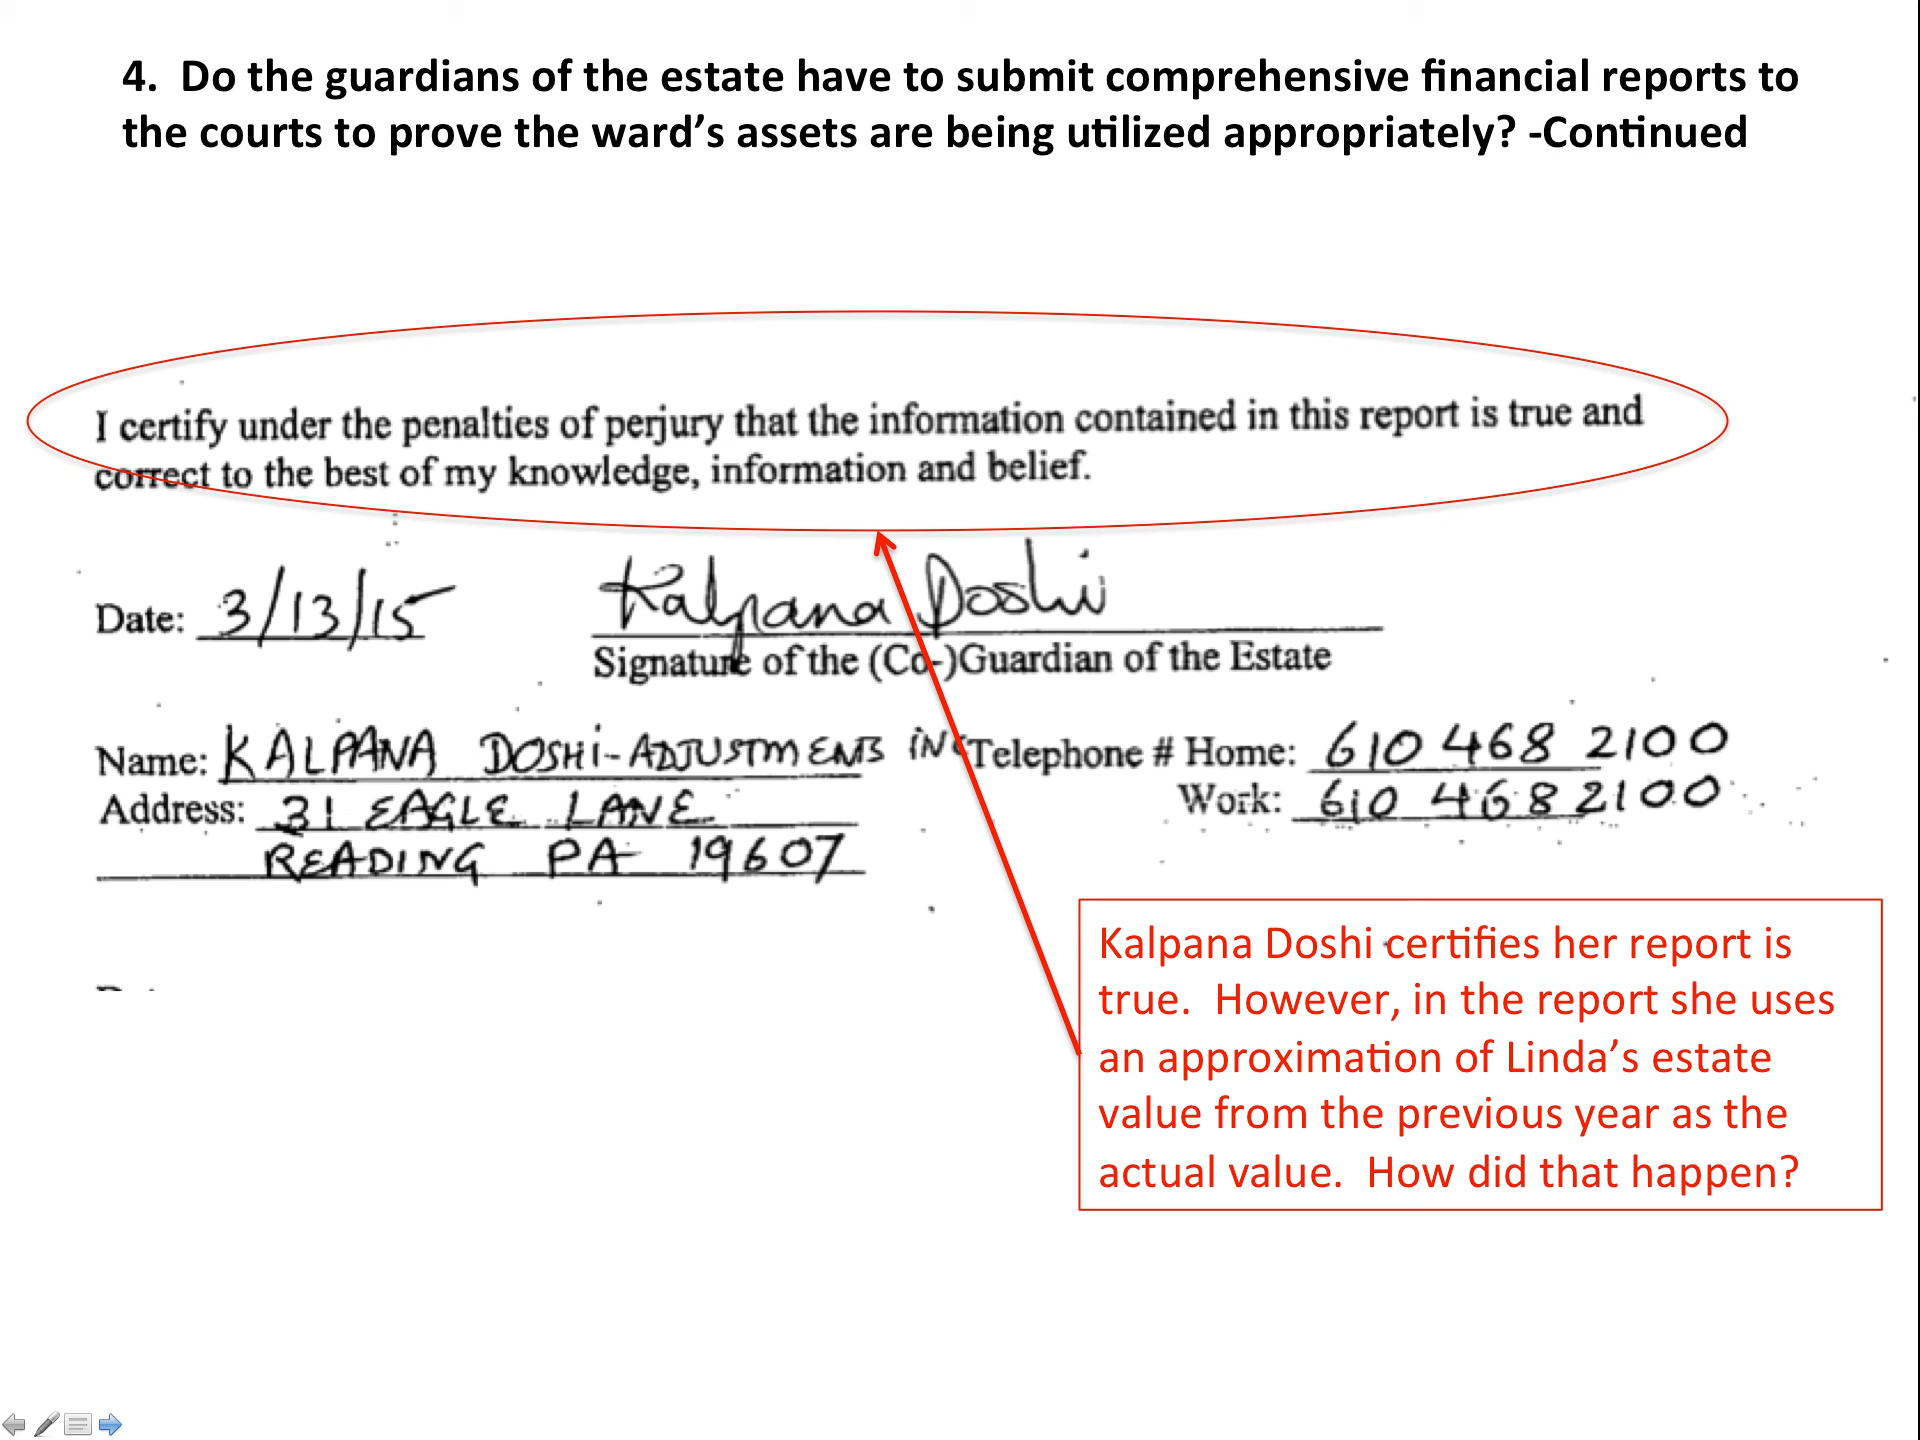 4.  Do the guardians of the estate have to submit comprehensive financial reports to
the courts to prove the ward’s assets are being utilized appropriately? -Continued
I certify under the penalties of perjury that the information contained in this report is true and
correct to the best of my knowledge, information and belief.
Date: 3/13/15 Kalpana Doshi
Signature of the (Co-)Guardian of the Estate
Name: KALPANA DOSHI-ADJUSTMENTS INC Telephone # Home: 610 468 2100
Address: 31 EAGLE LANE Work: 610 468 2100
READING PA 19607
Kalpana Doshi certifies her report is
true.  However, in the report she uses
an approximation of Linda’s estate
value from the previous year as the
actual value.  How did that happen?